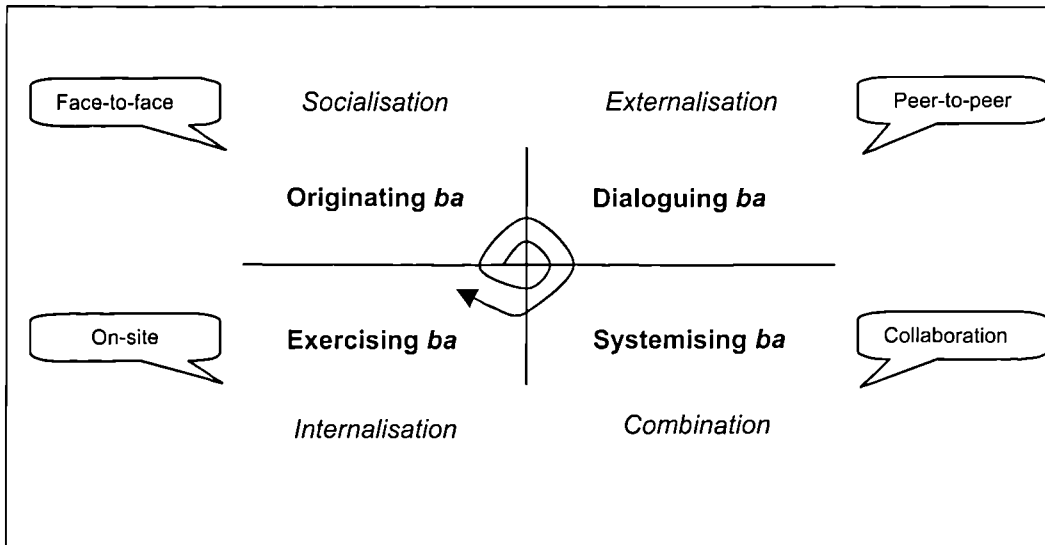 Face-to-face
Socialisation
Externalisation
Peer-to-peer
Originating ba
Dialoguing ba
On-site
Exercising ba
Systemising ba
Collaboration
Internalisation
Combination